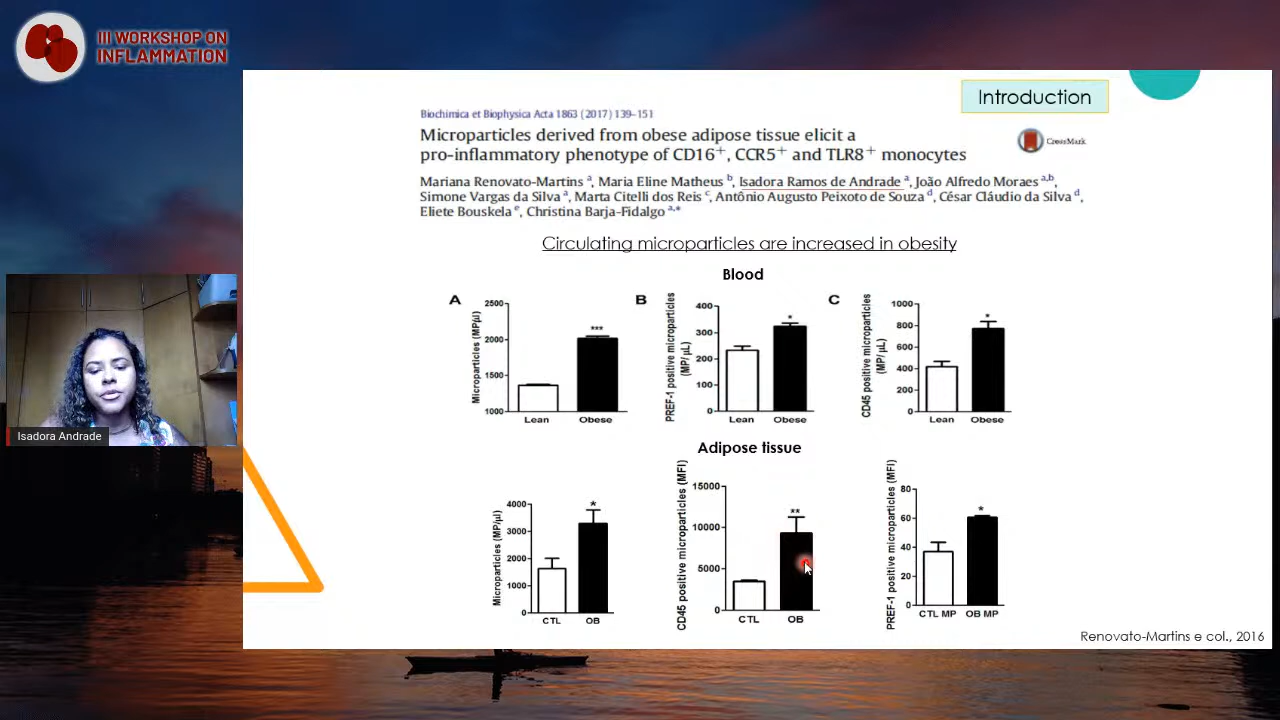 III WORKSHOP ON
INFLAMMATION
Introduction
Biochimica et Biophysica Acta 1863 (2017) 139–151
Microparticles derived from obese adipose tissue elicit a
pro-inflammatory phenotype of CD16+, CCR5+ and TLR8+ monocytes
CrossMark
Mariana Renovato-Martins a, Maria Eline Matheus b, Isadora Ramos de Andrade a, João Alfredo Moraes a,b,
Simone Vargas da Silva a, Marta Citelli dos Reis c, Antônio Augusto Peixoto de Souza d, César Cláudio da Silva d,
Eliete Bouskela e, Christina Barja-Fidalgo a,*
Circulating microparticles are increased in obesity
Blood
A
Microparticles (MP/µl)
2500
2000
1500
1000
***
Lean
Obese
B
PREF-1 positive microparticles
(MP/ µL)
400
300
200
100
0
*
Lean
Obese
C
CD45 positive microparticles
(MP/ µL)
1000
800
600
400
200
0
*
Lean
Obese
Adipose tissue
Microparticles (MP/µl)
4000
3000
2000
1000
0
*
CTL
OB
CD45 positive microparticles (MFI)
15000
10000
5000
0
**
CTL
OB
PREF-1 positive microparticles (MFI)
80
60
40
20
0
*
CTL MP
OB MP
Renovato-Martins e col., 2016
Isadora Andrade